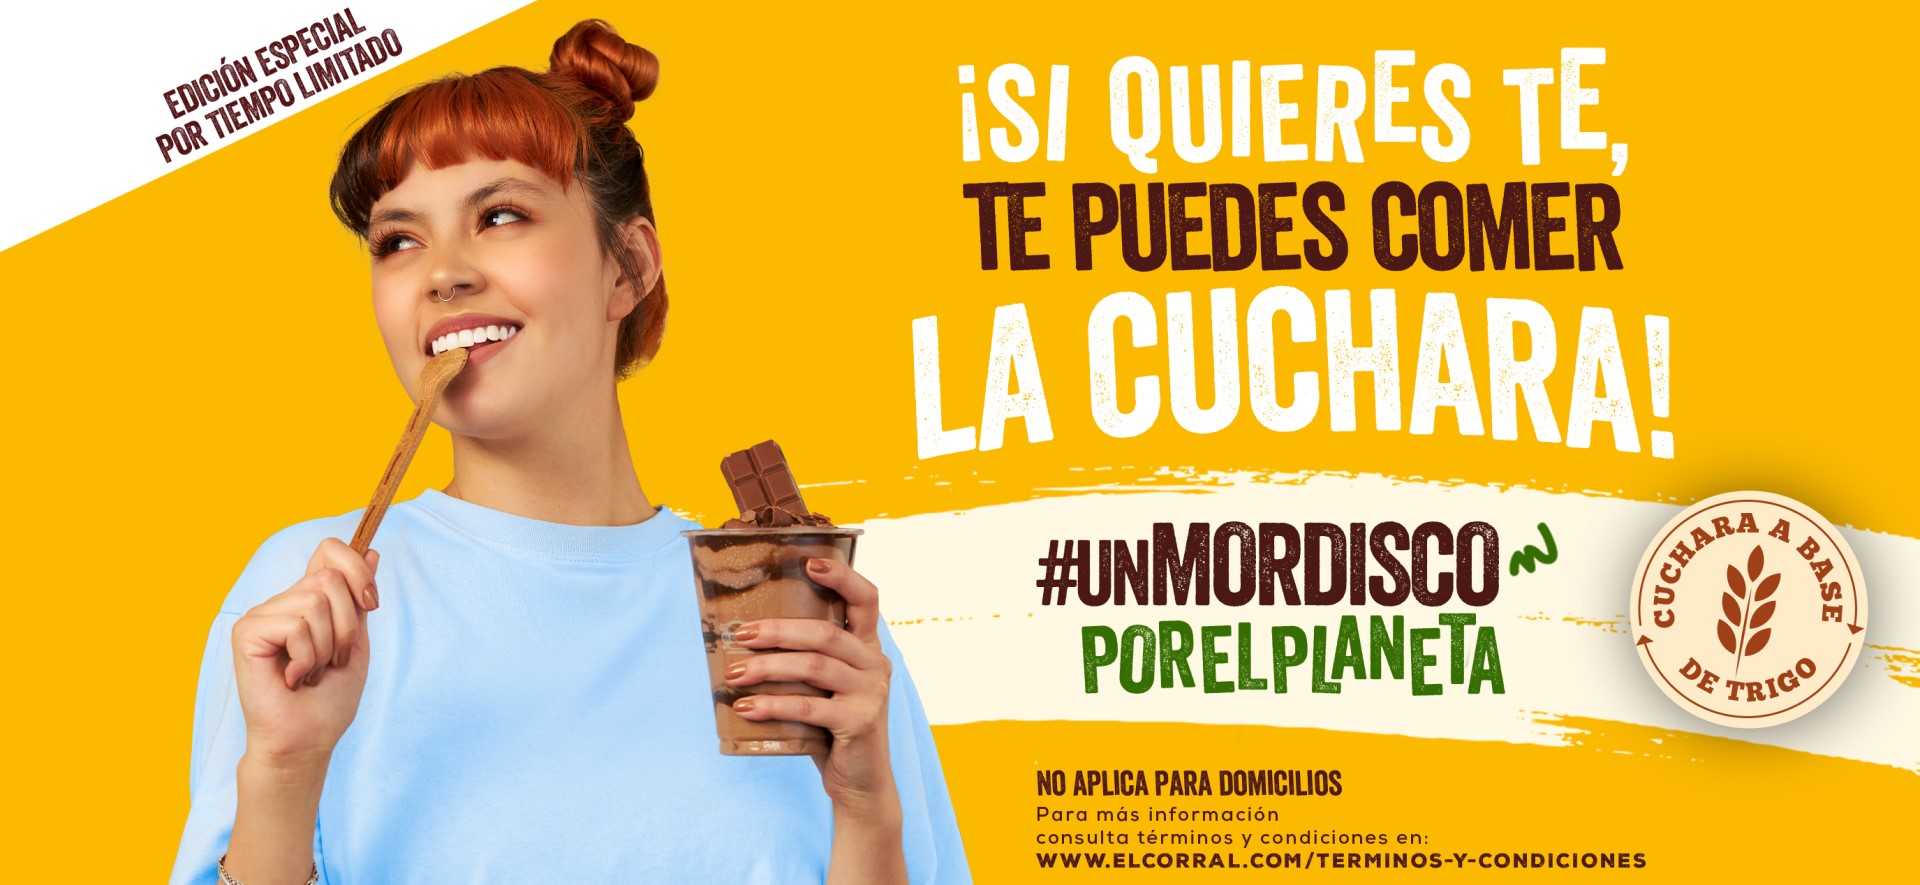 EDICIÓN ESPECIAL
POR TIEMPO LIMITADO
¡SI QUIERES TE,
TE PUEDES COMER
LA CUCHARA!
#UNMORDISCO
PORELPLANETA
CUCHARA A BASE
DE TRIGO
NO APLICA PARA DOMICILIOS
Para más información
consulta términos y condiciones en:
WWW.ELCORRAL.COM/TERMINOS-Y-CONDICIONES